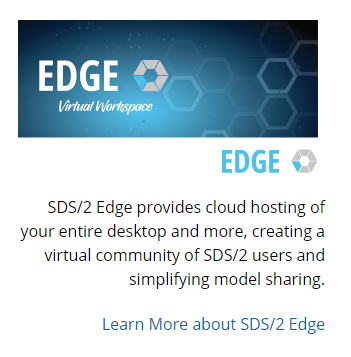 EDGE
Virtual Workspace
EDGE
SDS/2 Edge provides cloud hosting of
your entire desktop and more, creating a
virtual community of SDS/2 users and
simplifying model sharing.
Learn More about SDS/2 Edge